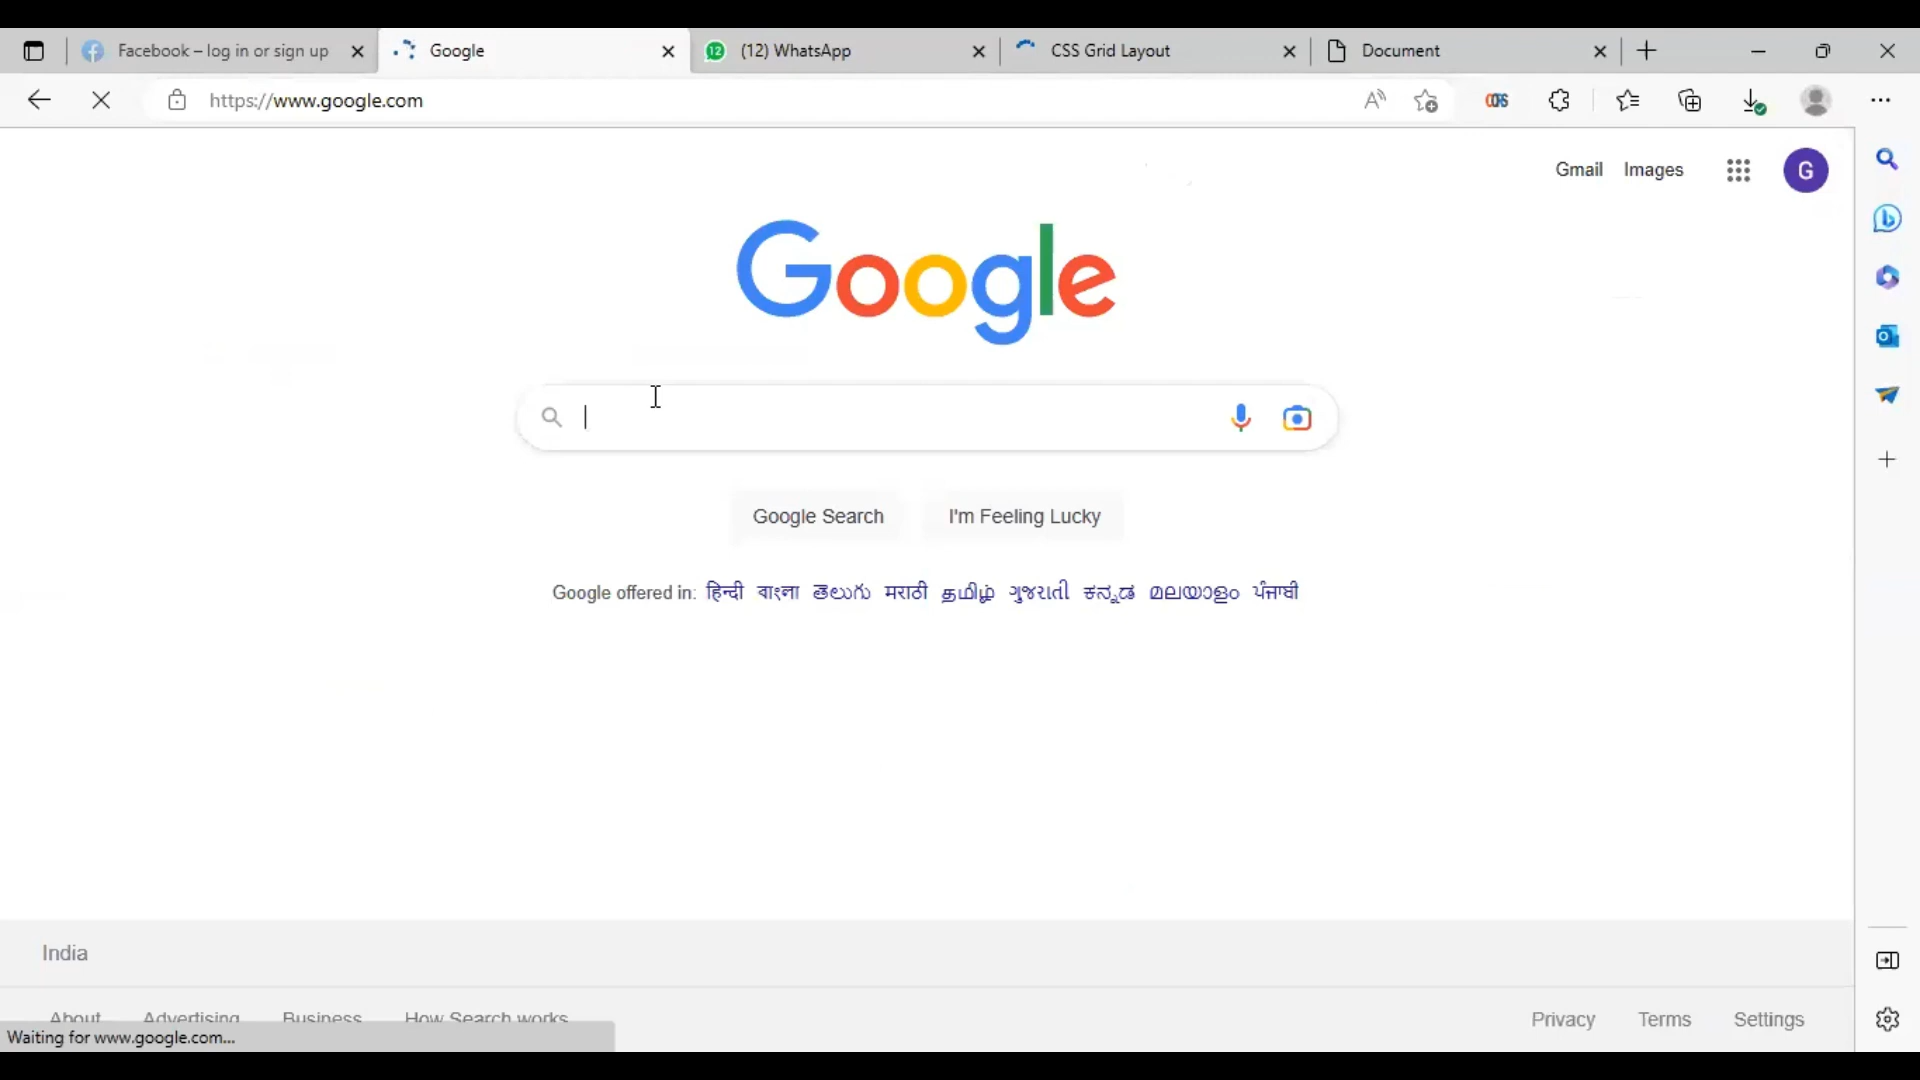 Facebook – log in or sign up
Google
(12) WhatsApp
CSS Grid Layout
Document
https://www.google.com
Gmail
Images
G
Google
Google Search
I'm Feeling Lucky
Google offered in: हिन्दी বাংলা తెలుగు मराठी தமிழ் ગુજરાતી ಕನ್ನಡ മലയാളം ਪੰਜਾਬੀ
India
About
Advertising
Business
How Search works
Privacy
Terms
Settings
Waiting for www.google.com...